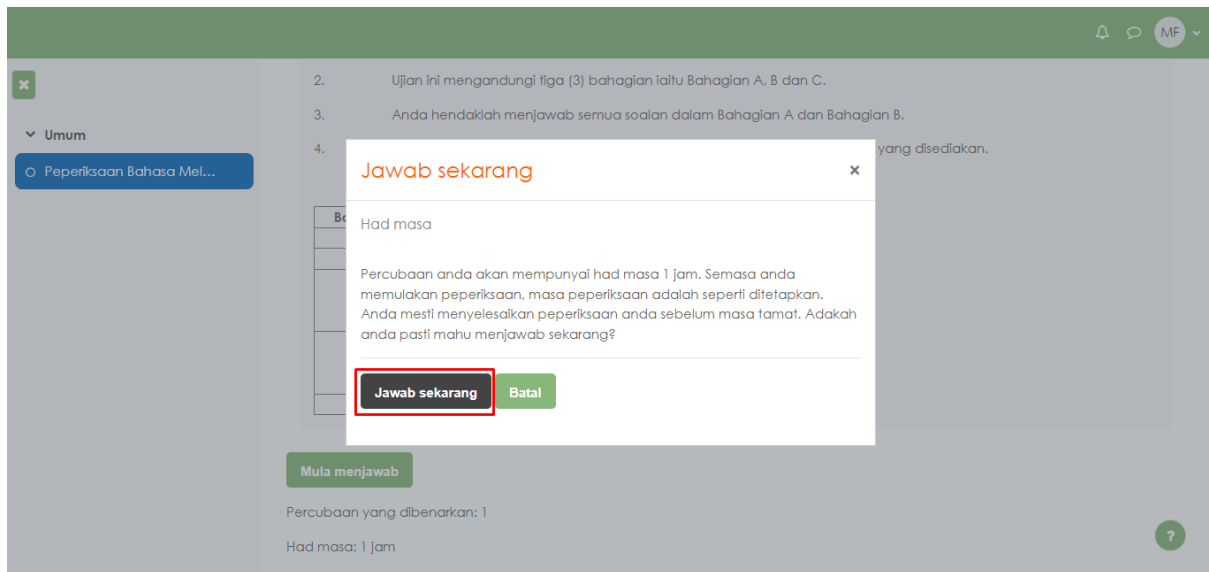 MF
2. Ujian ini mengandungi tiga (3) bahagian iaitu Bahagian A, B dan C.
3. Anda hendaklah menjawab semua soalan dalam Bahagian A dan Bahagian B.
Umum
4. yang disediakan.
Peperiksaan Bahasa Mel...
Jawab sekarang
Had masa
Percubaan anda akan mempunyai had masa 1 jam. Semasa anda
memulakan peperiksaan, masa peperiksaan adalah seperti ditetapkan.
Anda mesti menyelesaikan peperiksaan anda sebelum masa tamat. Adakah
anda pasti mahu menjawab sekarang?
Jawab sekarang Batal
Mula menjawab
Percubaan yang dibenarkan: 1
Had masa: 1 jam
?